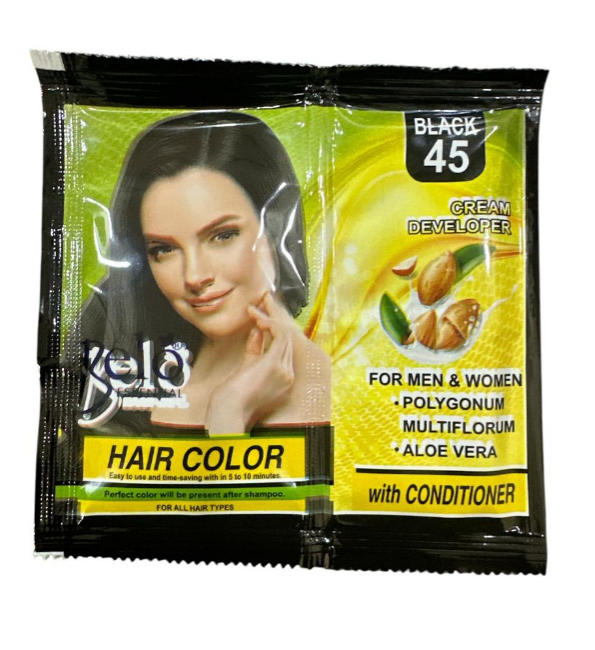 Belo
ESSENTIAL
HAIR COLOR
Easy to use and time-saving with in 5 to 10 minutes.
Perfect color will be present after shampoo.
FOR ALL HAIR TYPES
BLACK
45
CREAM
DEVELOPER
FOR MEN & WOMEN
• POLYGONUM
MULTIFLORUM
• ALOE VERA
with CONDITIONER